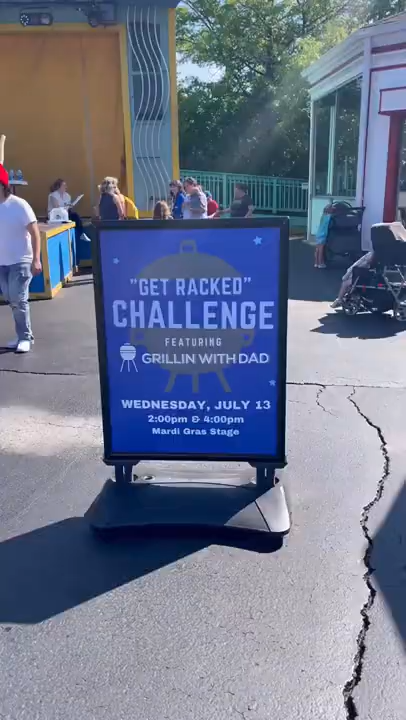 "GET RACKED"
CHALLENGE
FEATURING
GRILLIN WITH DAD
WEDNESDAY, JULY 13
2:00pm & 4:00pm
Mardi Gras Stage